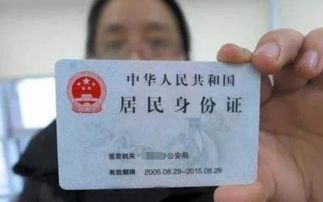 中华人民共和国
居民身份证
签发机关 公安局
有效期限 2005.08.29-2015.08.29